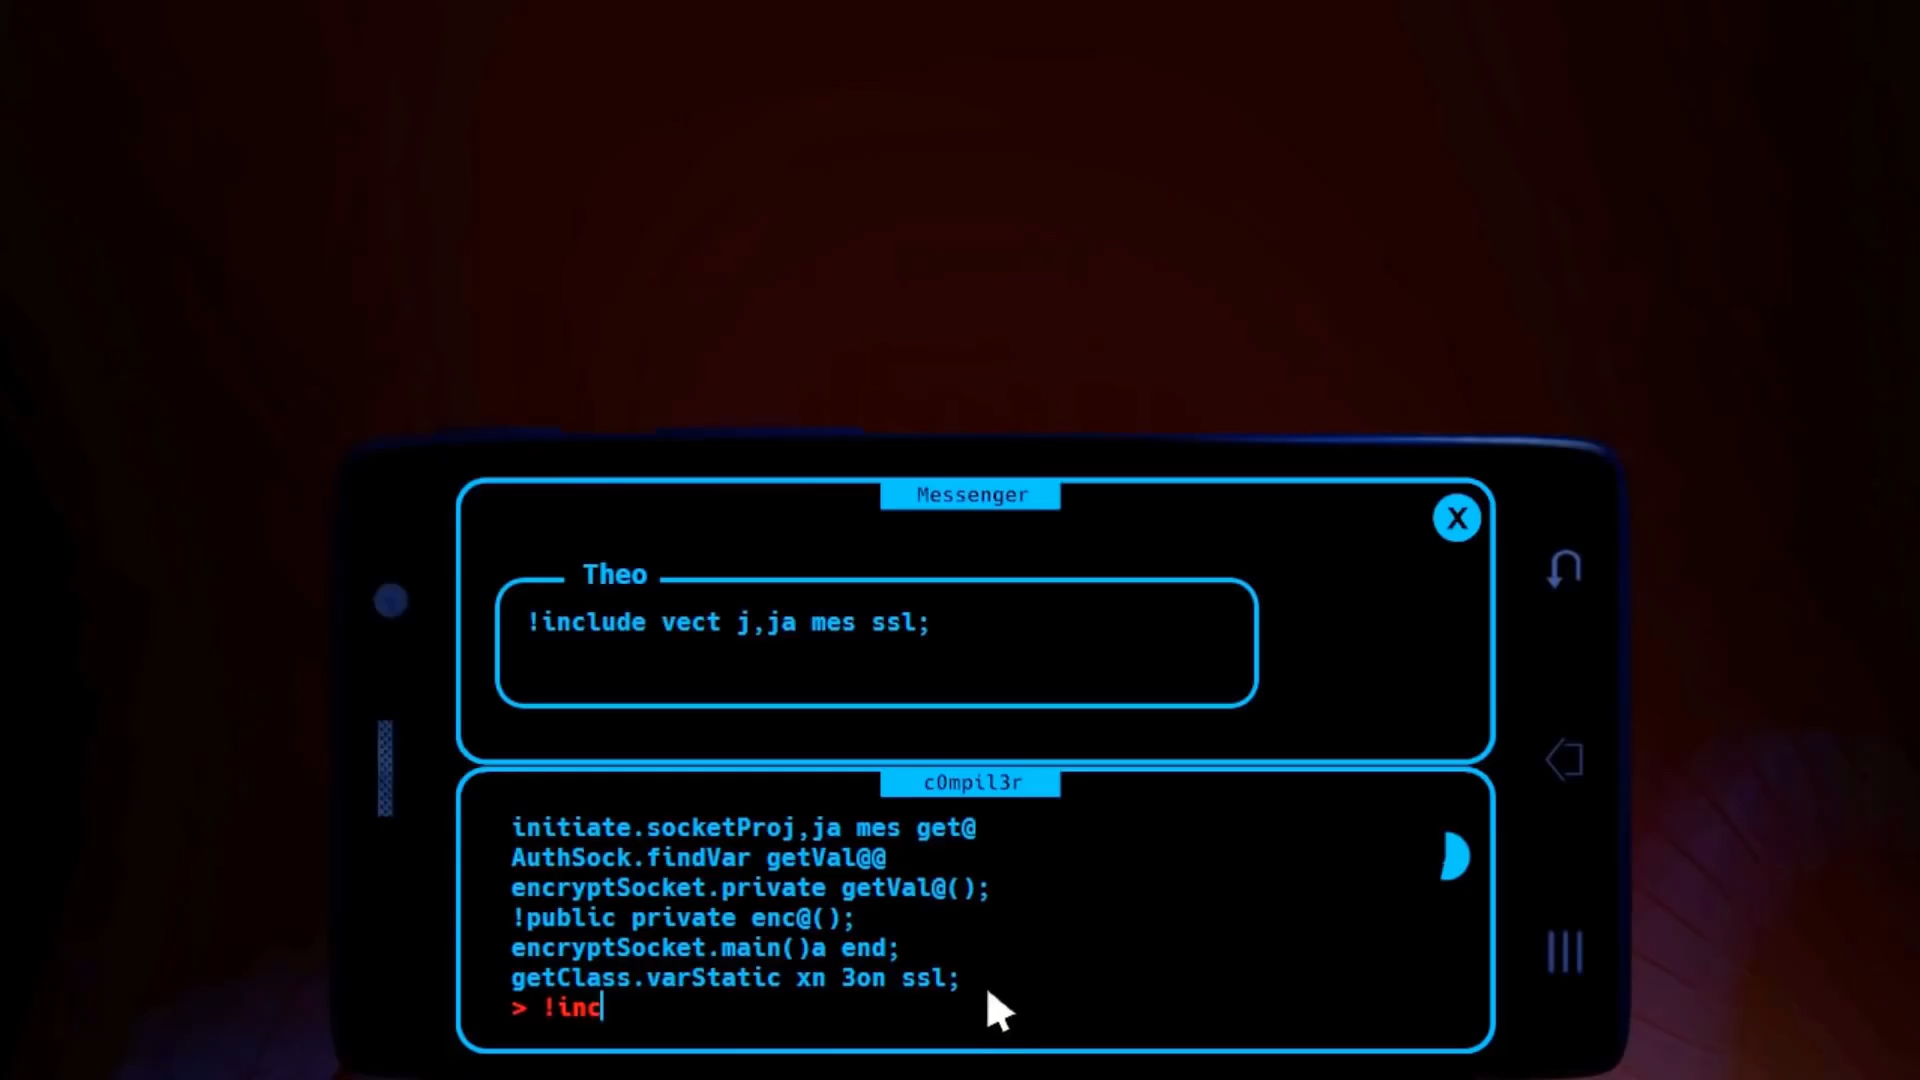 Messenger
X
Theo
!include vect j,ja mes ssl;
c0mpil3r
initiate.socketProj,ja mes get@
AuthSock.findVar getVal@@
encryptSocket.private getVal@();
!public private enc@();
encryptSocket.main()a end;
getClass.varStatic xn 3on ssl;
> !inc